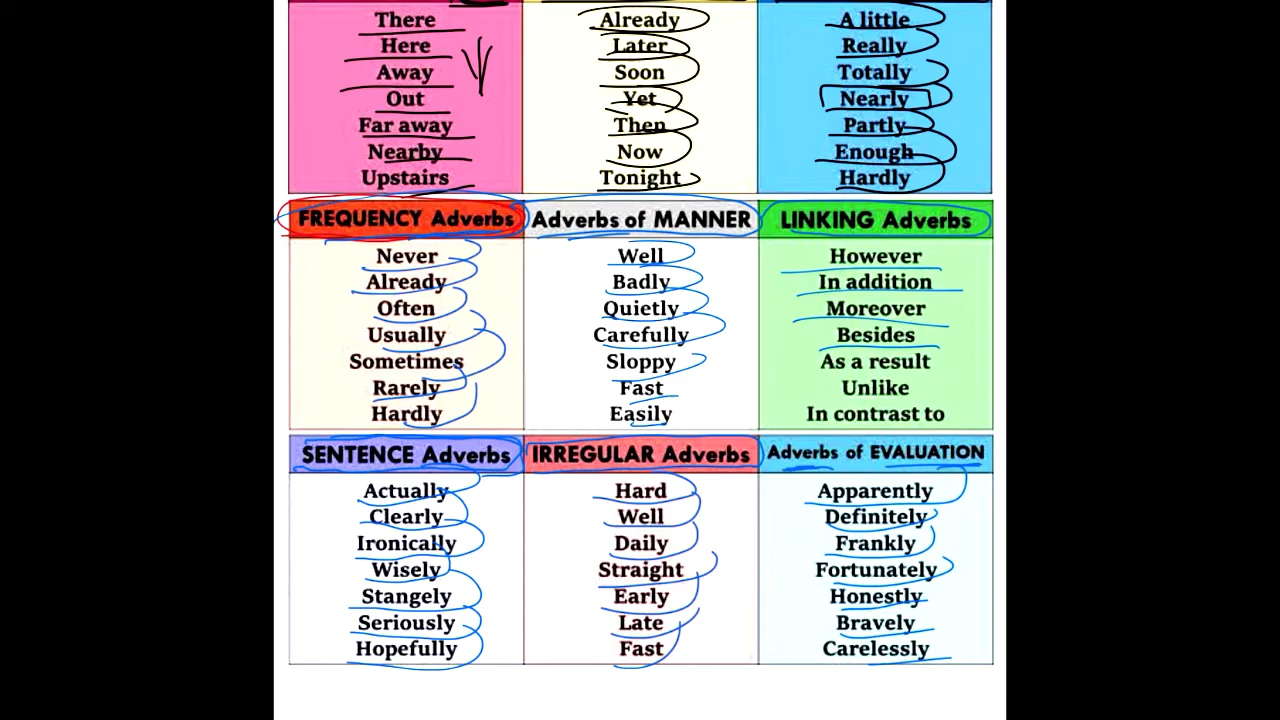 There Already A little
Here Later Really
Away Soon Totally
Out Yet Nearly
Far away Then Partly
Nearby Now Enough
Upstairs Tonight Hardly
FREQUENCY Adverbs Adverbs of MANNER LINKING Adverbs
Never Well However
Already Badly In addition
Often Quietly Moreover
Usually Carefully Besides
Sometimes Sloppy As a result
Rarely Fast Unlike
Hardly Easily In contrast to
SENTENCE Adverbs IRREGULAR Adverbs Adverbs of EVALUATION
Actually Hard Apparently
Clearly Well Definitely
Ironically Daily Frankly
Wisely Straight Fortunately
Stangely Early Honestly
Seriously Late Bravely
Hopefully Fast Carelessly